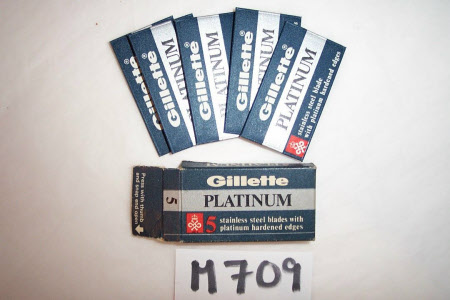 Gillette®
Gillette®
PLATINUM
Gillette®
PLATINUM
Gillette®
PLATINUM
Gillette®
PLATINUM
stainless steel blade
with platinum hardened edges
Press with thumb
and snap end open
5
Gillette
PLATINUM
5 stainless steel blades with
platinum hardened edges
M709